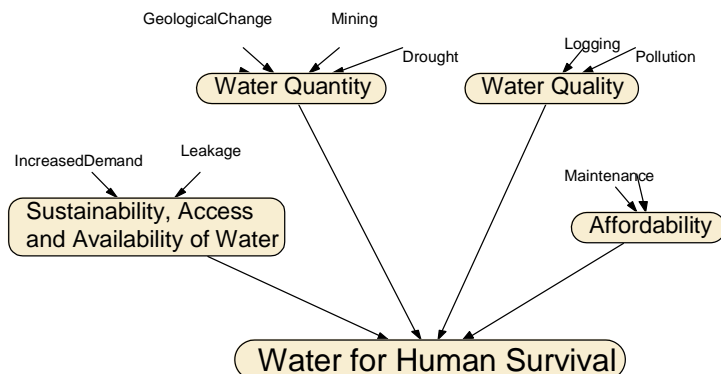 GeologicalChange
Mining
Drought
Logging
Pollution
Water Quantity
Water Quality
IncreasedDemand
Leakage
Maintenance
Sustainability, Access
and Availability of Water
Affordability
Water for Human Survival